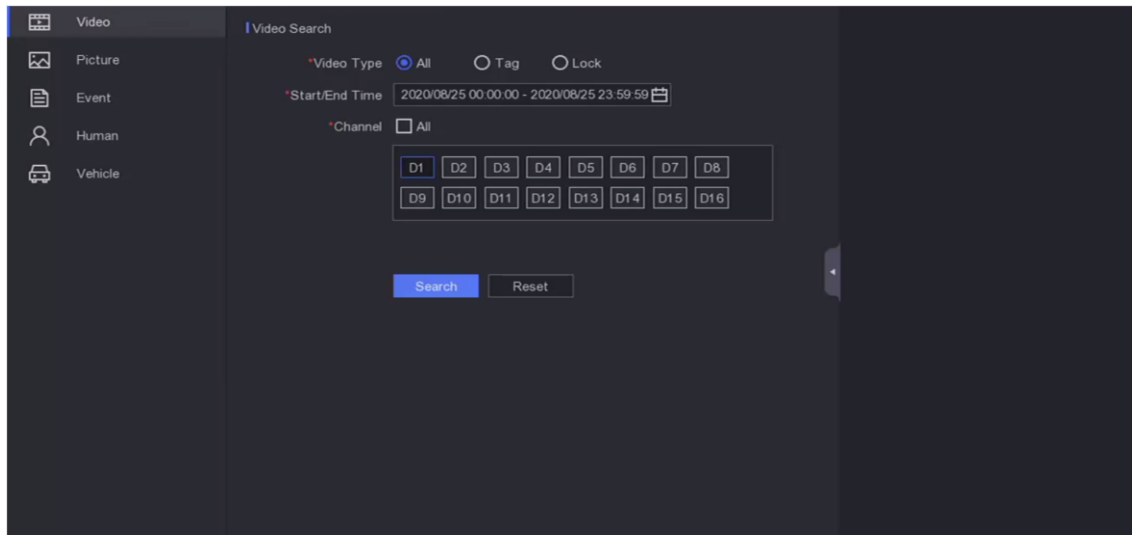 Video
Picture
Event
Human
Vehicle
Video Search
*Video Type All Tag Lock
*Start/End Time 2020/08/25 00:00:00 - 2020/08/25 23:59:59
*Channel All
D1 D2 D3 D4 D5 D6 D7 D8
D9 D10 D11 D12 D13 D14 D15 D16
Search Reset